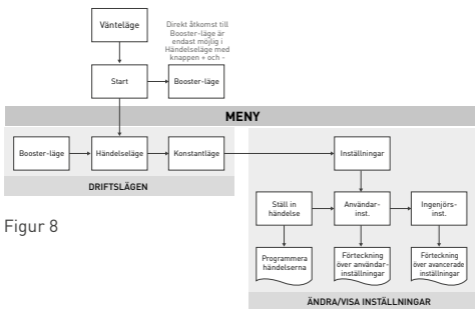 Vänteläge
Direkt åtkomst till
Booster-läge är
endast möjlig i
Händelseläge med
knappen + och -
Start
Booster-läge
MENY
Booster-läge
Händelseläge
Konstantläge
Inställningar
DRIFTSLÄGEN
Ställ in
händelse
Användar-
inst.
Ingenjörs-
inst.
Figur 8
Programmera
händelserna
Förteckning
över användar-
inställningar
Förteckning
över avancerade
inställningar
ÄNDRA/VISA INSTÄLLNINGAR